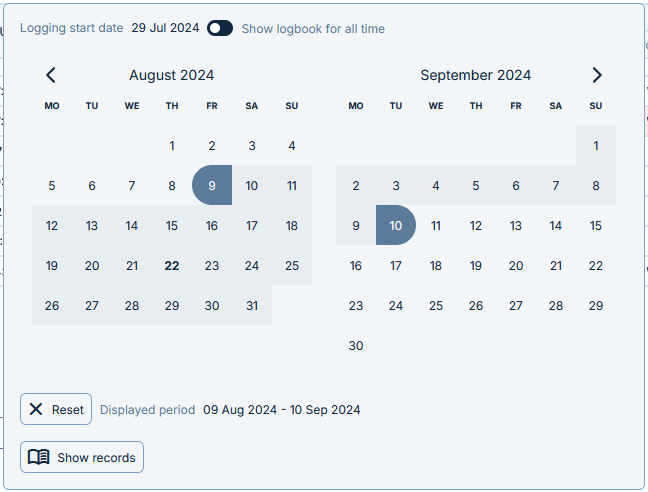 Logging start date 29 Jul 2024 Show logbook for all time
August 2024 September 2024
MO TU WE TH FR SA SU MO TU WE TH FR SA SU
1 2 3 4 1
5 6 7 8 9 10 11 2 3 4 5 6 7 8
12 13 14 15 16 17 18 9 10 11 12 13 14 15
19 20 21 22 23 24 25 16 17 18 19 20 21 22
26 27 28 29 30 31 23 24 25 26 27 28 29
30
Reset Displayed period 09 Aug 2024 - 10 Sep 2024
Show records